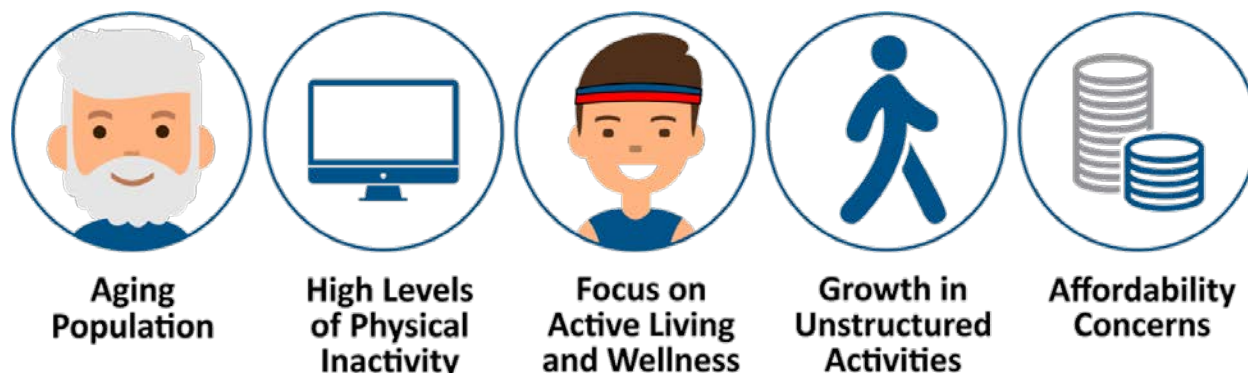 Aging
Population
High Levels
of Physical
Inactivity
Focus on
Active Living
and Wellness
Growth in
Unstructured
Activities
Affordability
Concerns